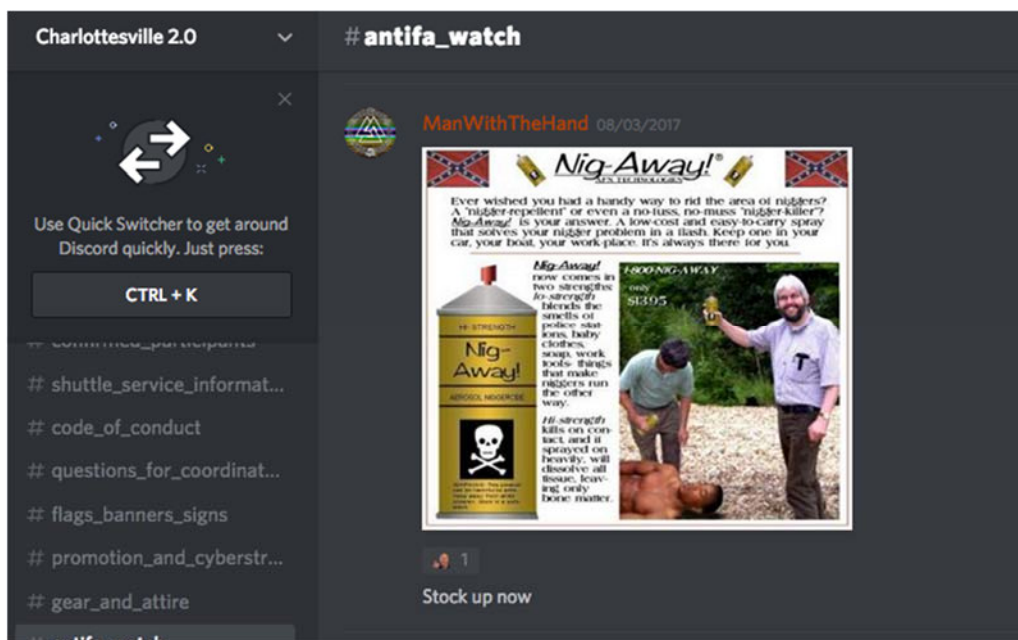 Charlottesville 2.0
#antifa_watch
Use Quick Switcher to get around
Discord quickly. Just press:
CTRL + K
# confirmed_participants
# shuttle_service_informat...
# code_of_conduct
# questions_for_coordinat...
# flags_banners_signs
# promotion_and_cyberstr...
# gear_and_attire
# antifa_watch
ManWithTheHand 08/03/2017
Nig-Away!®
AFX TECHNOLOGIES
Ever wished you had a handy way to rid the area of niggers?
A "nigger-repellent" or even a no-fuss, no-muss "nigger-killer"?
Nig-Away! is your answer. A low-cost and easy-to-carry spray
that solves your nigger problem in a flash. Keep one in your
car, your boat, your work-place. It's always there for you.
HI-STRENGTH
Nig-
Away!
AEROSOL NIGGERCIDE
Nig-Away!
now comes in
two strengths:
lo-strength
blends the
smells of
police stat-
ions, baby
clothes,
soap, work
tools- things
that make
niggers run
the other
way.
Hi-strength
kills on con-
tact, and if
sprayed on
heavily, will
dissolve all
tissue, leav-
ing only
bone matter.
1-800-NIG-AWAY
only
$13.95
1
Stock up now